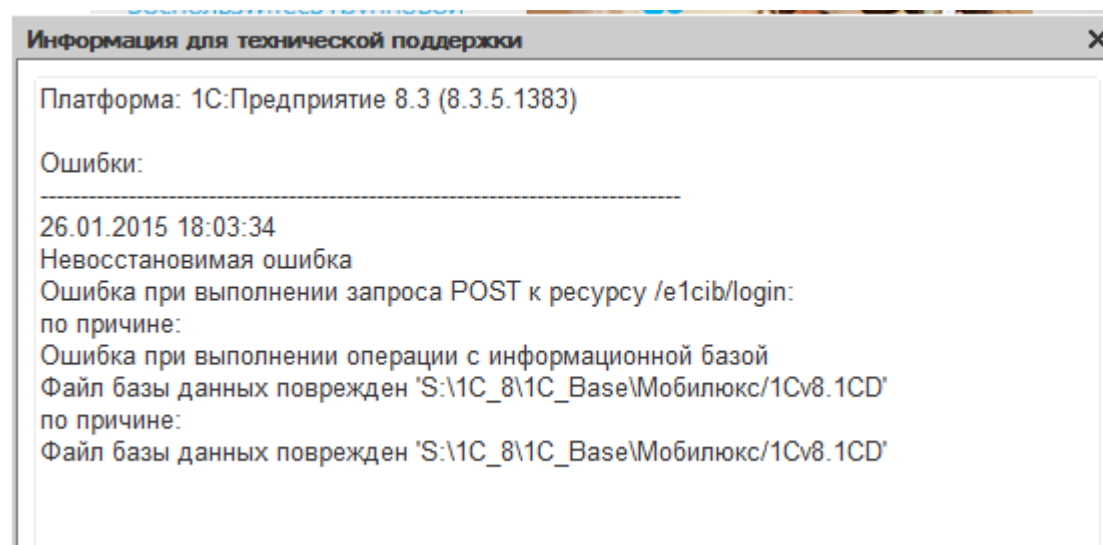 Информация для технической поддержки
Платформа: 1С:Предприятие 8.3 (8.3.5.1383)
Ошибки:
--------------------------------------------------------------------------------
26.01.2015 18:03:34
Невосстановимая ошибка
Ошибка при выполнении запроса POST к ресурсу /e1cib/login:
по причине:
Ошибка при выполнении операции с информационной базой
Файл базы данных поврежден 'S:\1C_8\1C_Base\Мобилюкс/1Cv8.1CD'
по причине:
Файл базы данных поврежден 'S:\1C_8\1C_Base\Мобилюкс/1Cv8.1CD'